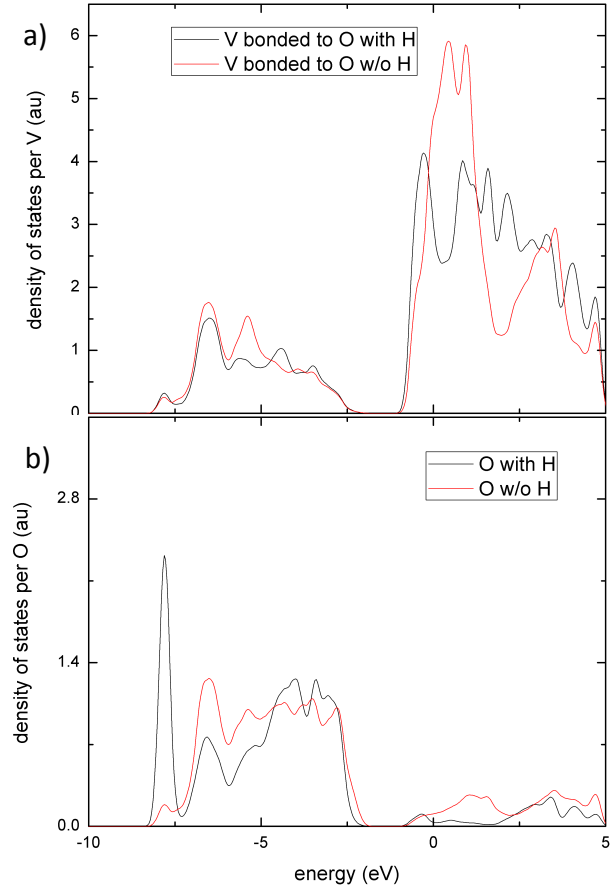 a)
V bonded to O with H
V bonded to O w/o H
6
5
4
3
2
1
0
density of states per V (au)
b)
O with H
O w/o H
2.8
1.4
0.0
density of states per O (au)
-10
-5
0
5
energy (eV)